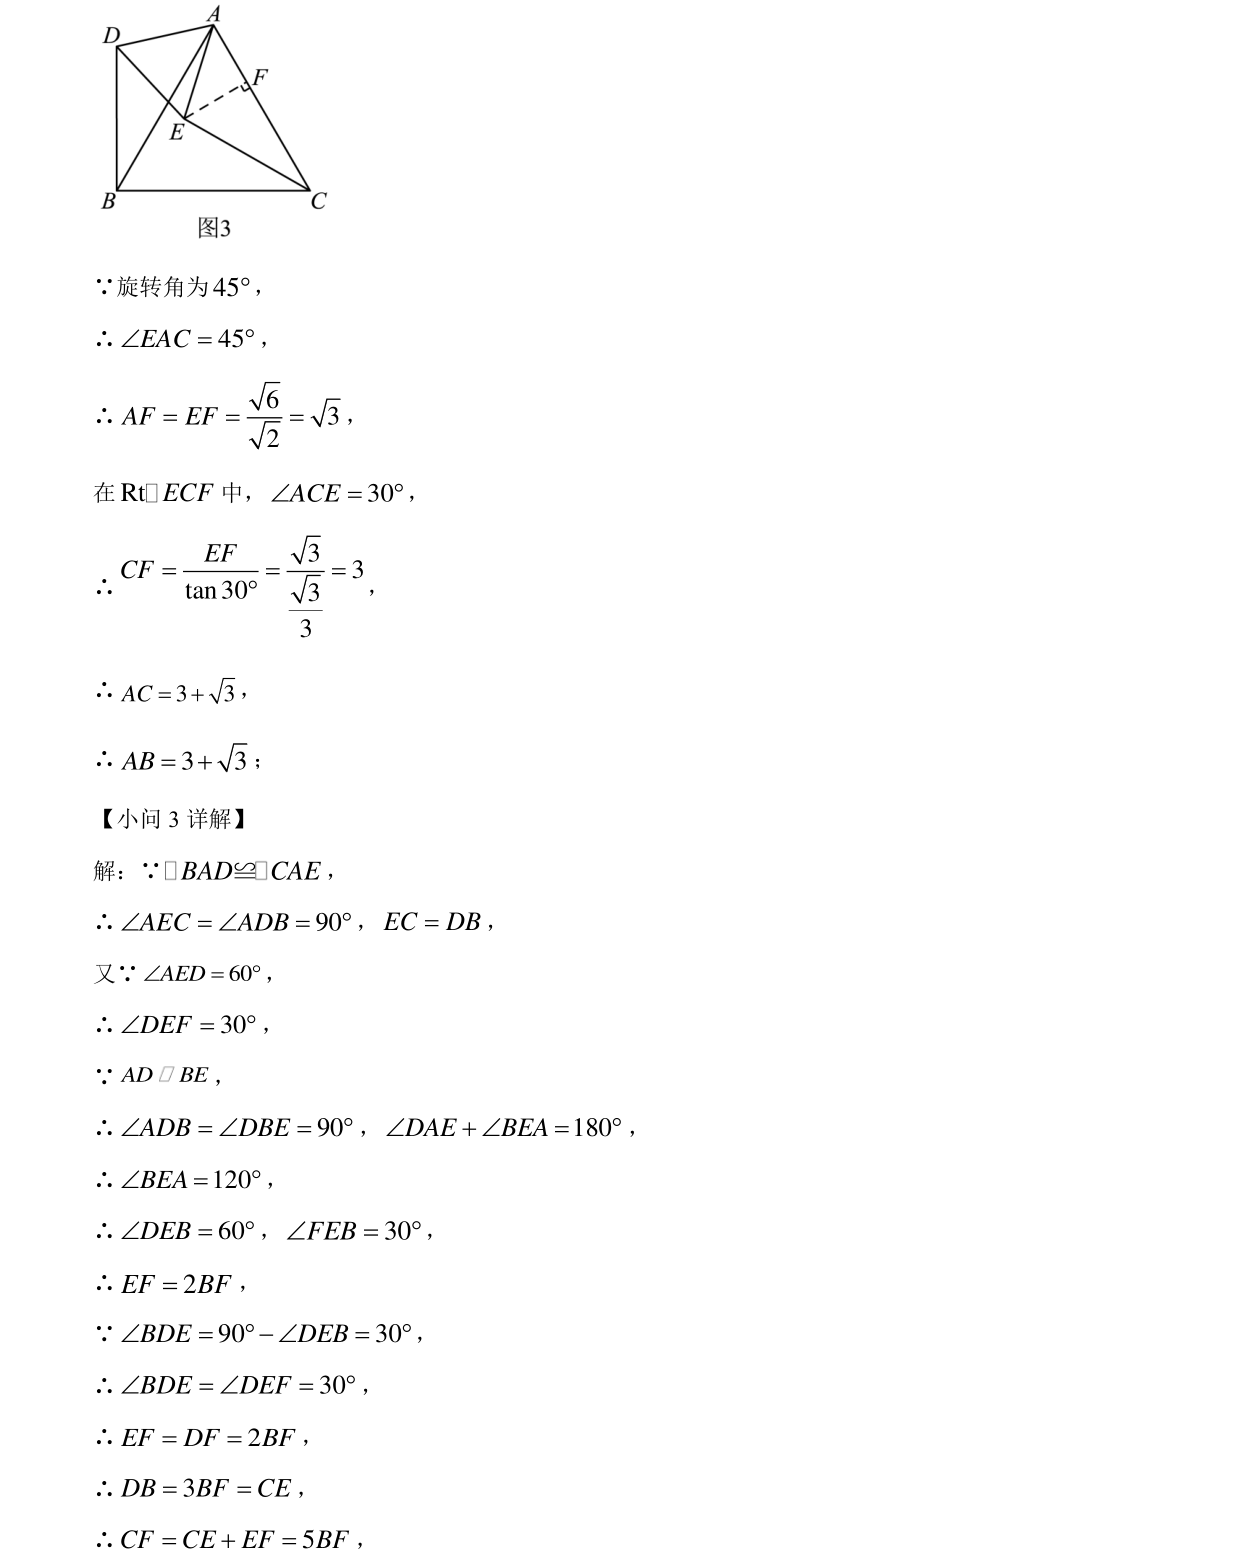 A
D
F
E
B
C
图3
∵旋转角为45°，
∴∠EAC=45°，
∴AF=EF=√6/√2=√3，
在Rt□ECF中，∠ACE=30°，
∴CF=EF/tan30°=√3/(√3/3)=3，
∴AC=3+√3，
∴AB=3+√3；
【小问3详解】
解：∵□BAD≌□CAE，
∴∠AEC=∠ADB=90°，EC=DB，
又∵∠AED=60°，
∴∠DEF=30°，
∵AD□BE，
∴∠ADB=∠DBE=90°，∠DAE+∠BEA=180°，
∴∠BEA=120°，
∴∠DEB=60°，∠FEB=30°，
∴EF=2BF，
∵∠BDE=90°−∠DEB=30°，
∴∠BDE=∠DEF=30°，
∴EF=DF=2BF，
∴DB=3BF=CE，
∴CF=CE+EF=5BF，